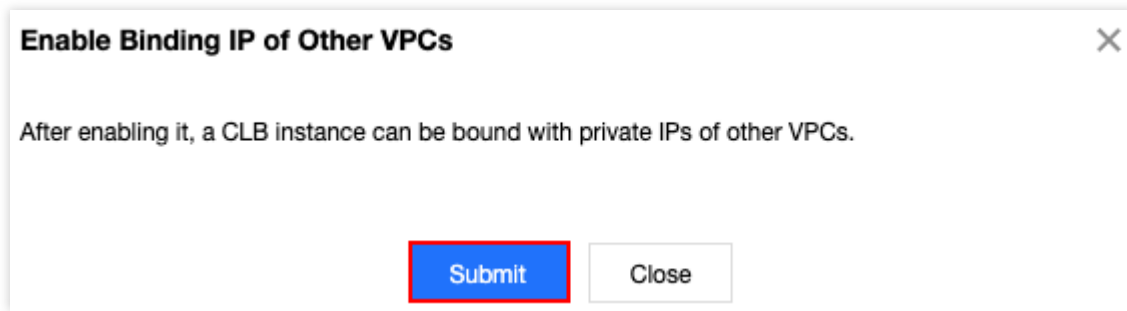 Enable Binding IP of Other VPCs
After enabling it, a CLB instance can be bound with private IPs of other VPCs.
Submit
Close